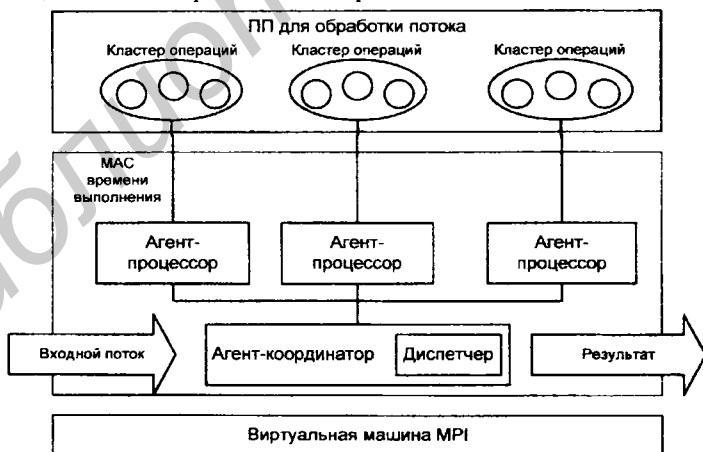 ПП для обработки потока
Кластер операций
Кластер операций
Кластер операций
МАС
времени
выполнения
Агент-
процессор
Агент-
процессор
Агент-
процессор
Входной поток
Агент-координатор
Диспетчер
Результат
Виртуальная машина MPI